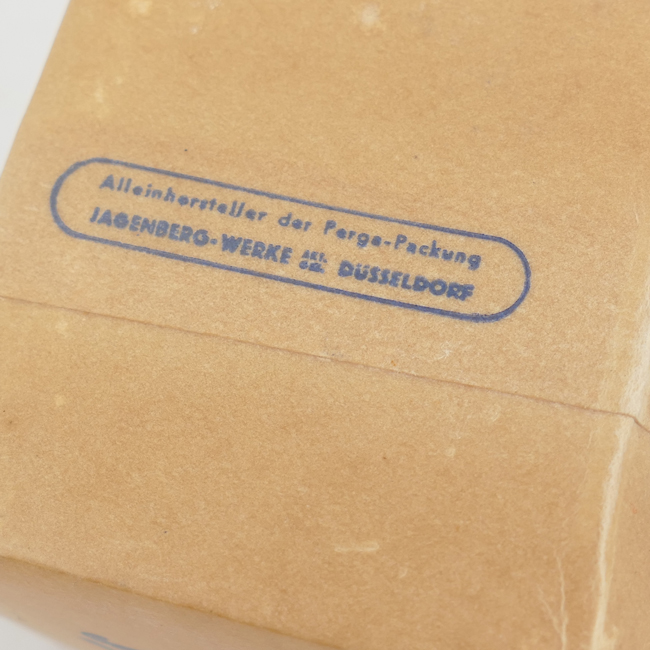 Alleinhersteller der Perga-Packung
JAGENBERG-WERKE AKT. GES. DÜSSELDORF